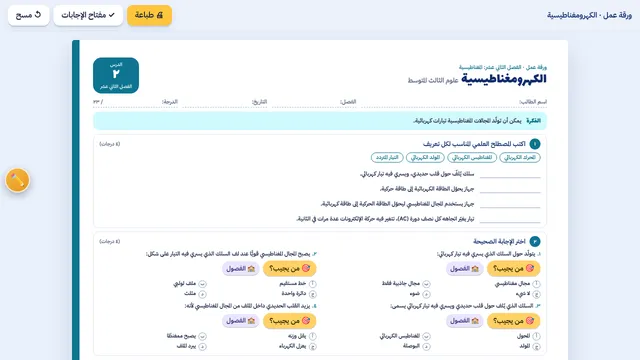 ورقة عمل · الكهرومغناطيسية
🖨 طباعة
✓ مفتاح الإجابات
↺ مسح
ورقة عمل · الفصل الثاني عشر: المغناطيسية
الكهرومغناطيسية علوم الثالث المتوسط
الدرس
٢
الفصل الثاني عشر
اسم الطالب:
الفصل:
التاريخ:
الدرجة:
/ ٢٣
الفكرة يمكن أن تولّد المجالات المغناطيسية تيارات كهربائية.
١ اكتب المصطلح العلمي المناسب لكل تعريف (٤ درجات)
المحرك الكهربائي المغناطيس الكهربائي المولد الكهربائي التيار المتردد
سلك يُلفّ حول قلب حديدي، ويسري فيه تيار كهربائي.
جهاز يحوّل الطاقة الكهربائية إلى طاقة حركية.
جهاز يستخدم المجال المغناطيسي ليحوّل الطاقة الحركية إلى طاقة كهربائية.
تيار يغيّر اتجاهه كل نصف دورة (AC)، تتغير فيه حركة الإلكترونات عدة مرات في الثانية.
٢ اختر الإجابة الصحيحة (٤ درجات)
١. يتولّد حول السلك الذي يسري فيه تيار كهربائي:
🎯 من يجيب؟ 🏫 الفصول
أ مجال مغناطيسي
ب مجال جاذبية فقط
ج لا شيء
د ضوء
٢. يصبح المجال المغناطيسي قويًّا عند لف السلك الذي يسري فيه التيار على شكل:
🎯 من يجيب؟ 🏫 الفصول
أ خط مستقيم
ب ملف لولبي
ج دائرة واحدة
د مثلث
٣. السلك الذي يُلف حول قلب حديدي ويسري فيه تيار كهربائي يسمى:
🎯 من يجيب؟ 🏫 الفصول
أ المحول
ب المغناطيس الكهربائي
ج المولد
د البوصلة
٤. يزيد القلب الحديدي داخل الملف من المجال المغناطيسي لأنه:
🎯 من يجيب؟ 🏫 الفصول
أ يقلل وزنه
ب يصبح ممغنطًا
ج يعزل الكهرباء
د يبرد الملف